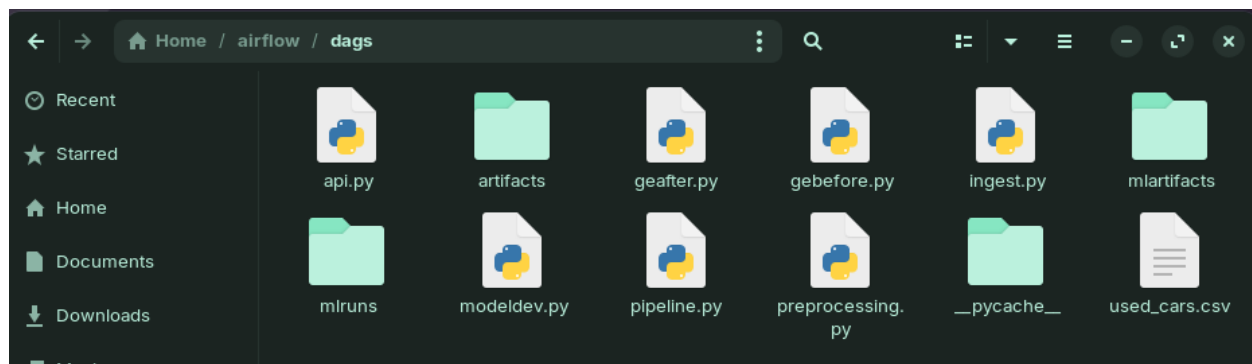 Home / airflow / dags
Recent
Starred
Home
Documents
Downloads
api.py
artifacts
geafter.py
gebefore.py
ingest.py
mlartifacts
mlruns
modeldev.py
pipeline.py
preprocessing.
py
__pycache__
used_cars.csv